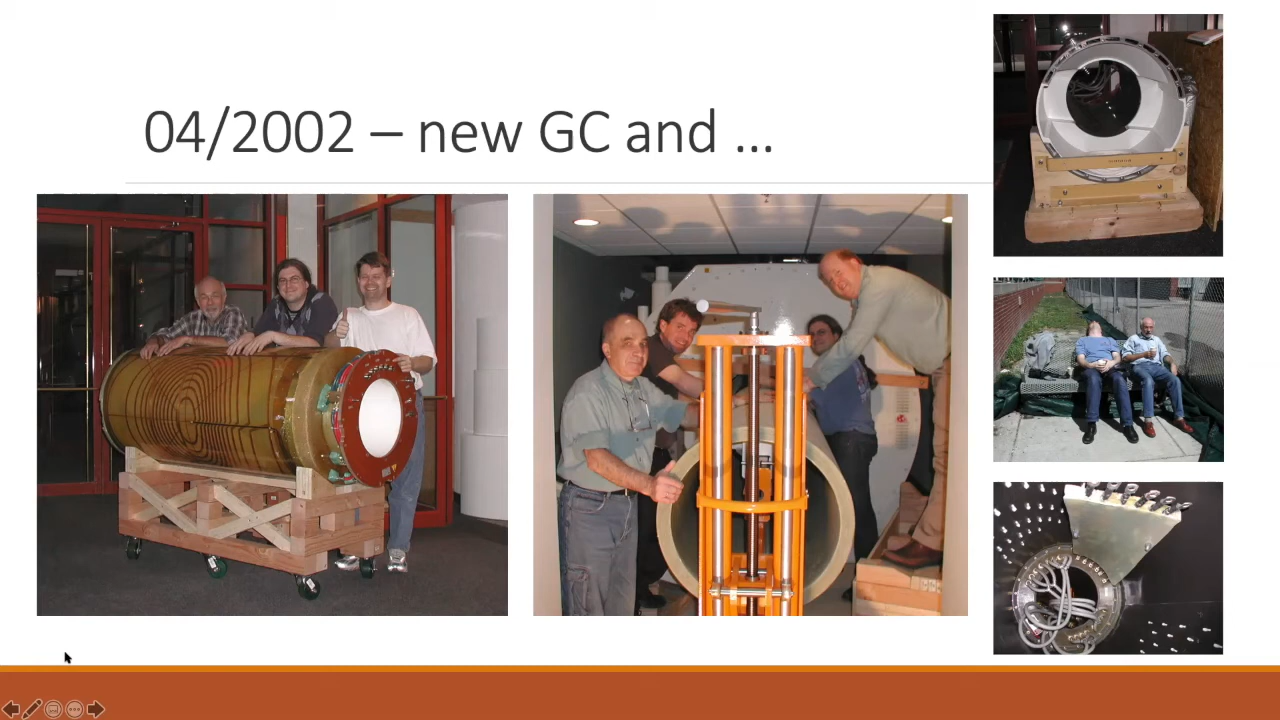 04/2002 – new GC and ...